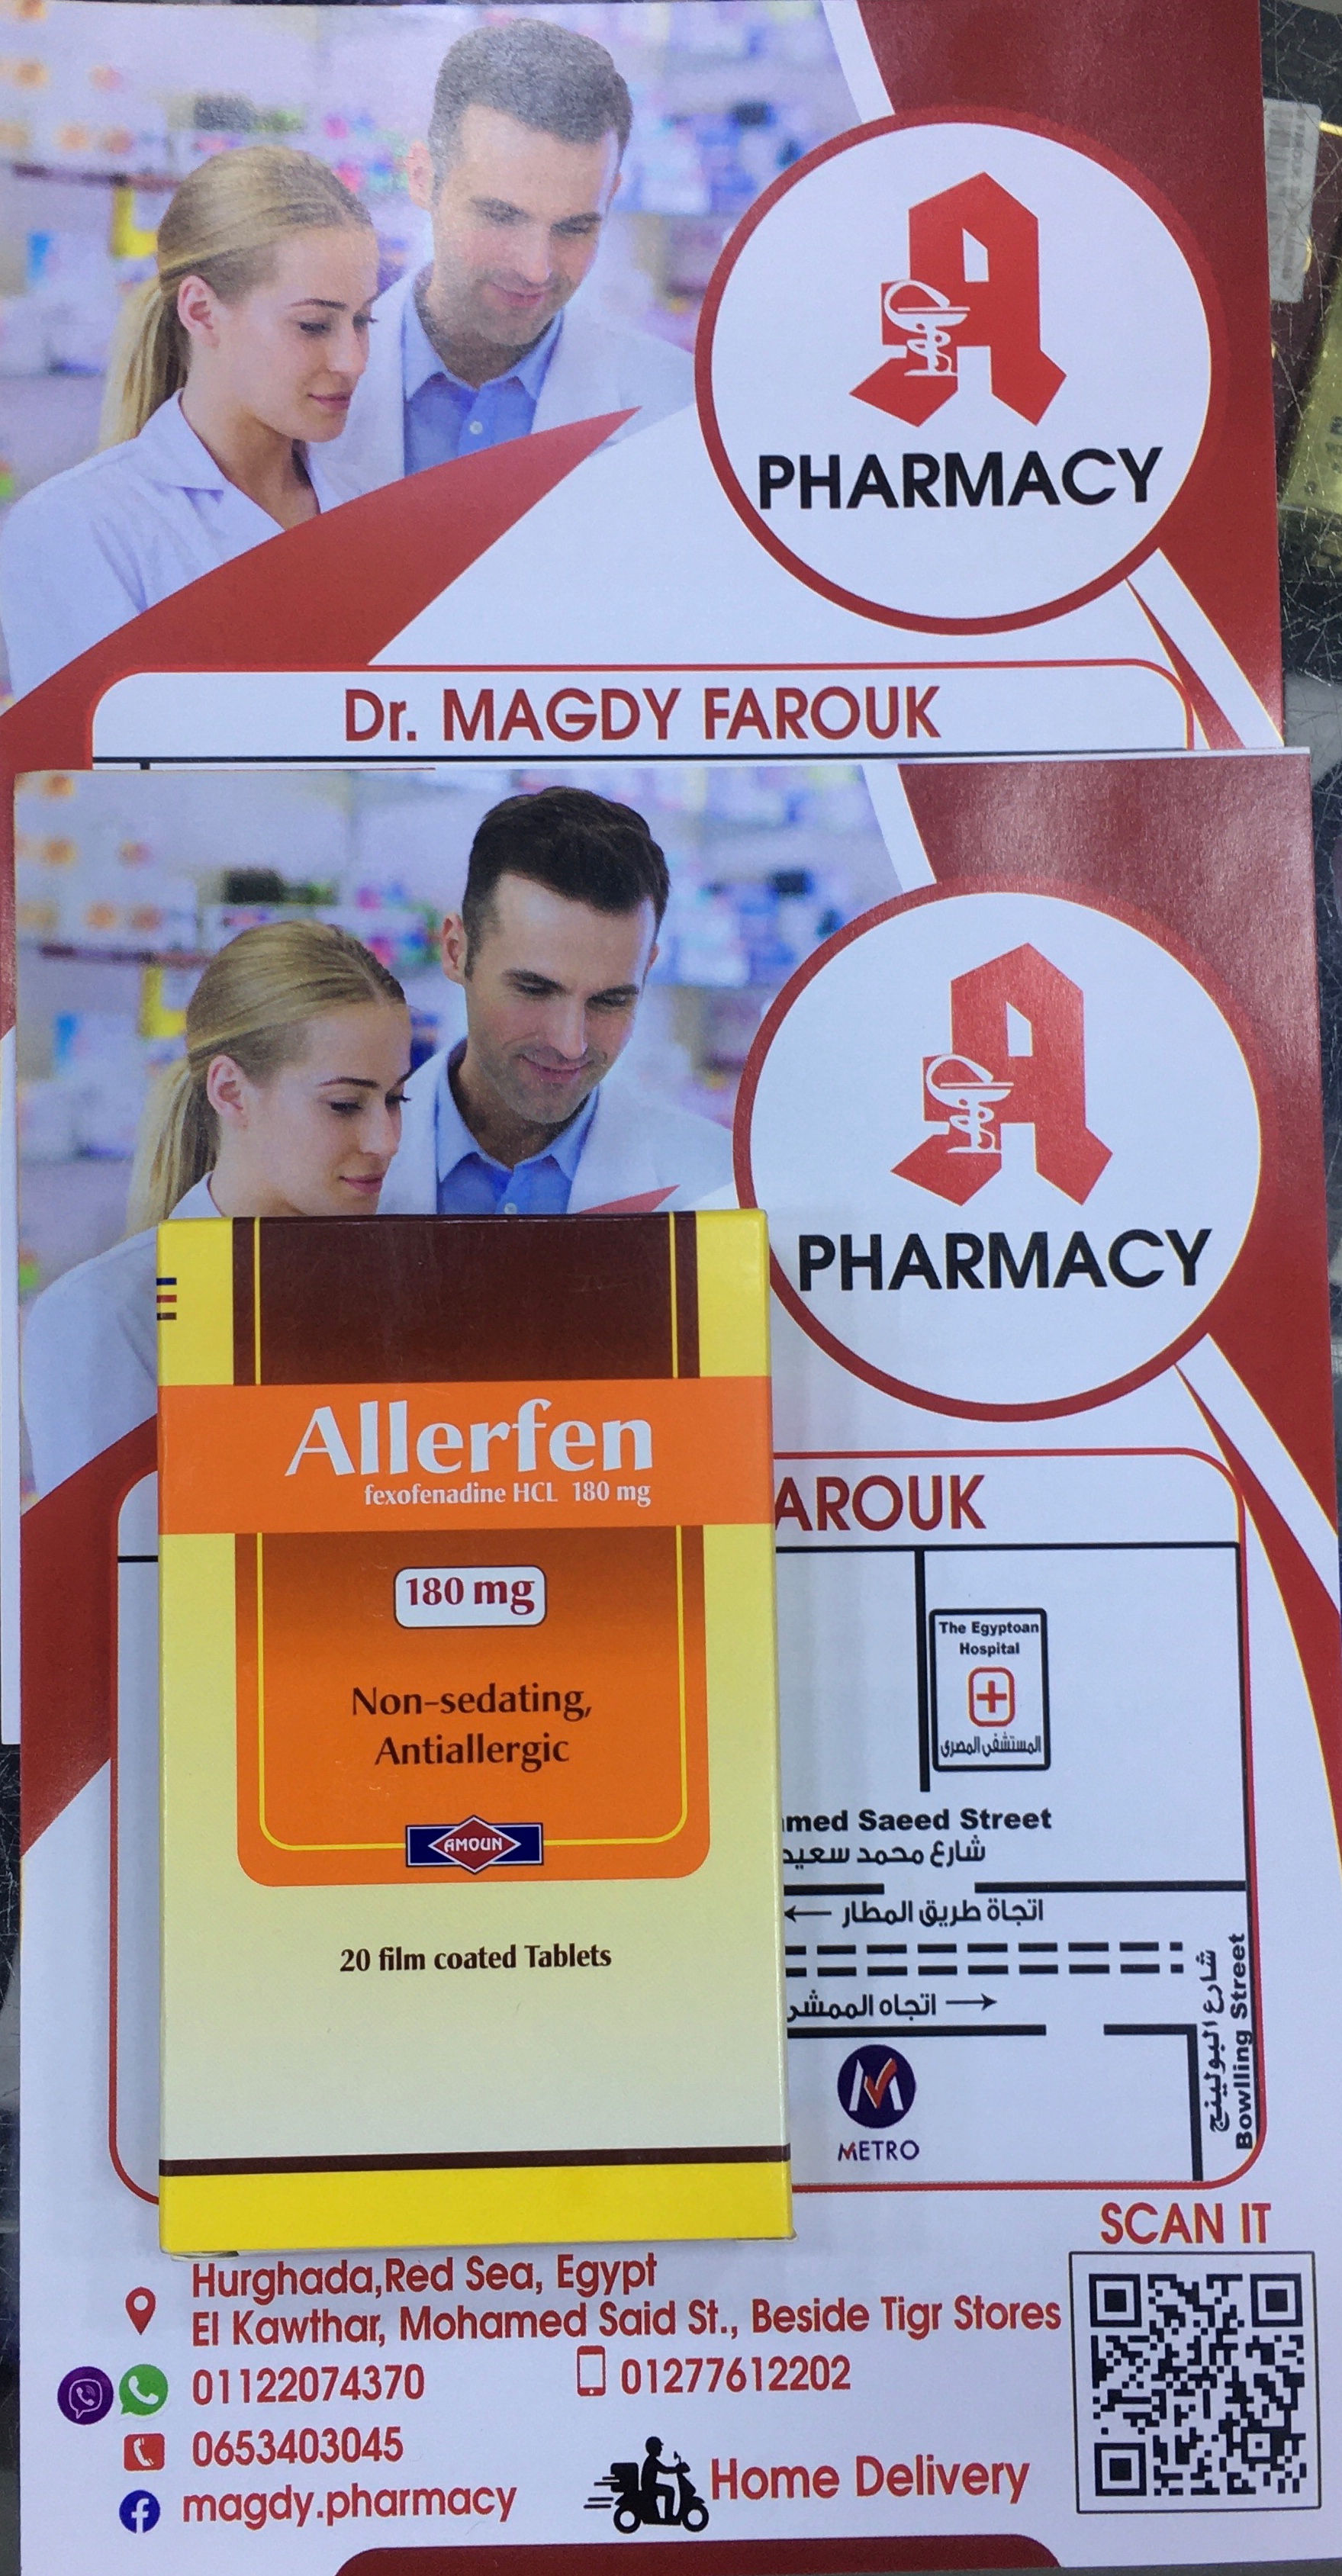 PHARMACY
Dr. MAGDY FAROUK
PHARMACY
AROUK
Allerfen
fexofenadine HCL 180 mg
180 mg
Non-sedating,
Antiallergic
AMOUN
20 film coated Tablets
The Egyptoan
Hospital
المستشفى المصرى
med Saeed Street
شارع محمد سعيد
اتجاة طريق المطار
اتجاه الممشى
شارع البولينج
Bowlling Street
METRO
SCAN IT
Hurghada,Red Sea, Egypt
El Kawthar, Mohamed Said St., Beside Tigr Stores
01122074370
01277612202
0653403045
magdy.pharmacy
Home Delivery